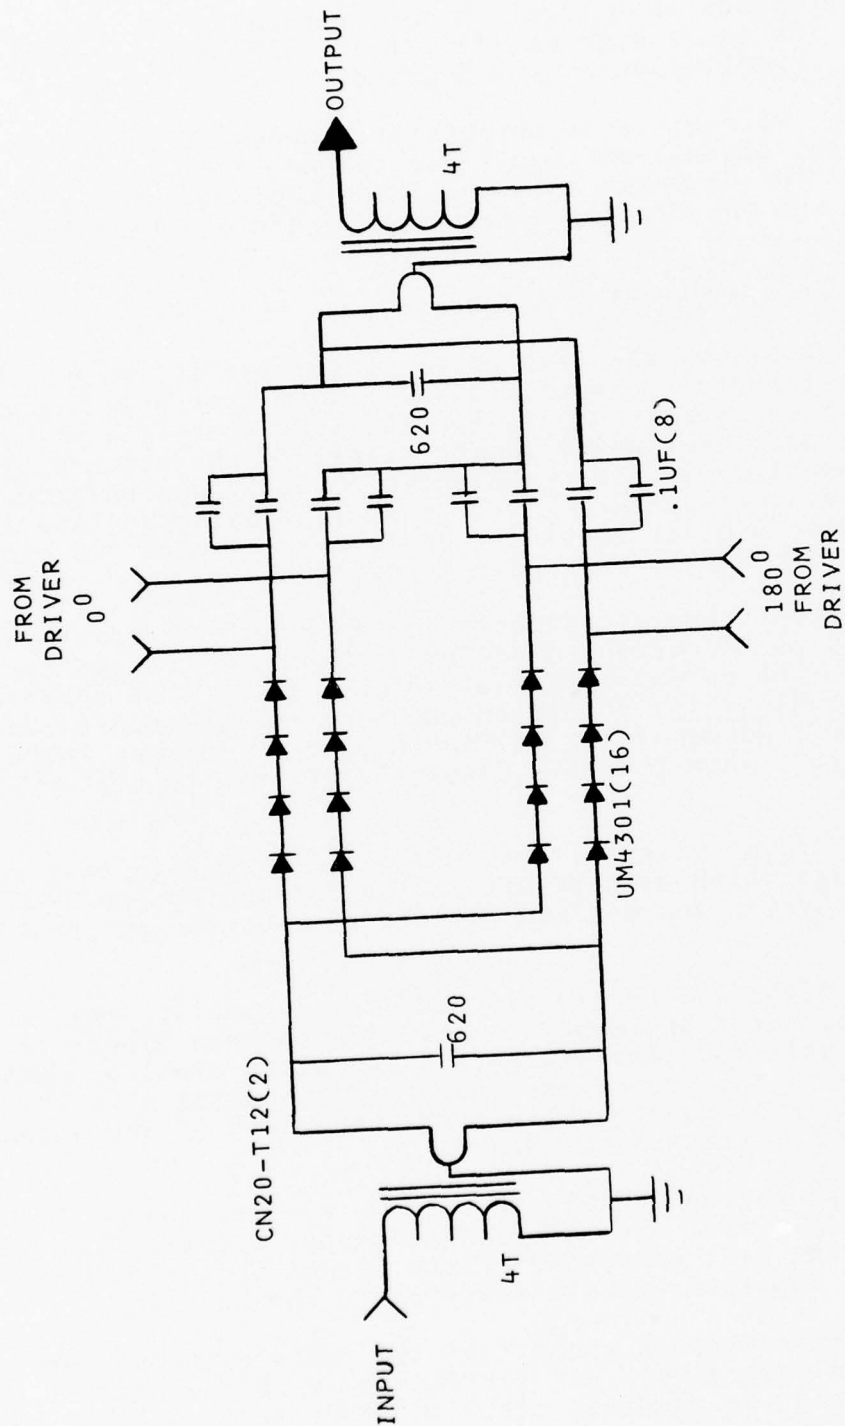 FROM
DRIVER
0⁰
OUTPUT
4T
620
.1UF(8)
180⁰
FROM
DRIVER
UM4301(16)
620
CN20-T12(2)
4T
INPUT